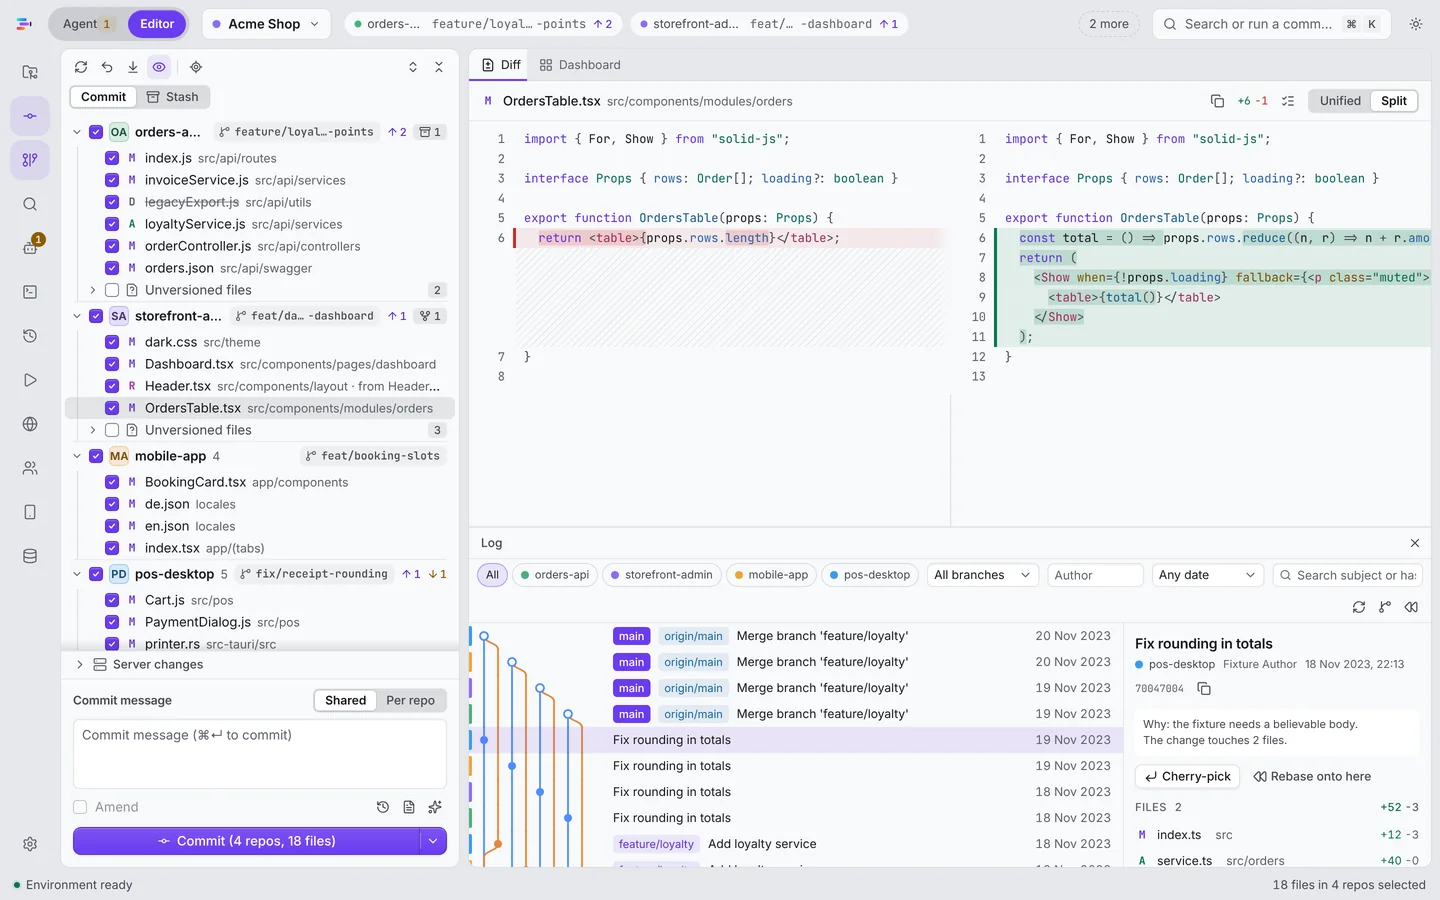 Agent 1 Editor Acme Shop orders-... feature/loyal…-points ↑2 storefront-ad... feat/… -dashboard ↑1 2 more Search or run a comm... ⌘ K
Commit Stash
OA orders-a... feature/loyal…-points ↑2 1
M index.js src/api/routes
M invoiceService.js src/api/services
D legacyExport.js src/api/utils
A loyaltyService.js src/api/services
M orderController.js src/api/controllers
M orders.json src/api/swagger
Unversioned files 2
SA storefront-a... feat/da… -dashboard ↑1 1
M dark.css src/theme
M Dashboard.tsx src/components/pages/dashboard
R Header.tsx src/components/layout · from Header...
M OrdersTable.tsx src/components/modules/orders
Unversioned files 3
MA mobile-app 4 feat/booking-slots
M BookingCard.tsx app/components
M de.json locales
M en.json locales
M index.tsx app/(tabs)
PD pos-desktop 5 fix/receipt-rounding ↑1 ↓1
M Cart.js src/pos
M PaymentDialog.js src/pos
M printer.rs src-tauri/src
Server changes
Commit message Shared Per repo
Commit message (⌘↵ to commit)
Amend
Commit (4 repos, 18 files)
Diff Dashboard
M OrdersTable.tsx src/components/modules/orders +6 -1 Unified Split
1 import { For, Show } from "solid-js";
2
3 interface Props { rows: Order[]; loading?: boolean }
4
5 export function OrdersTable(props: Props) {
6 return <table>{props.rows.length}</table>;
7 }
8
1 import { For, Show } from "solid-js";
2
3 interface Props { rows: Order[]; loading?: boolean }
4
5 export function OrdersTable(props: Props) {
6 const total = () => props.rows.reduce((n, r) => n + r.amo
7 return (
8 <Show when={!props.loading} fallback={<p class="muted">
9 <table>{total()}</table>
10 </Show>
11 );
12 }
13
Log
All orders-api storefront-admin mobile-app pos-desktop All branches Author Any date Search subject or has
main origin/main Merge branch 'feature/loyalty' 20 Nov 2023
main origin/main Merge branch 'feature/loyalty' 20 Nov 2023
main origin/main Merge branch 'feature/loyalty' 19 Nov 2023
main origin/main Merge branch 'feature/loyalty' 19 Nov 2023
Fix rounding in totals 19 Nov 2023
Fix rounding in totals 19 Nov 2023
Fix rounding in totals 18 Nov 2023
Fix rounding in totals 18 Nov 2023
feature/loyalty Add loyalty service 18 Nov 2023
Fix rounding in totals
pos-desktop Fixture Author 18 Nov 2023, 22:13
70047004
Why: the fixture needs a believable body.
The change touches 2 files.
Cherry-pick Rebase onto here
FILES 2 +52 -3
M index.ts src +12 -3
A service.ts src/orders +40 -0
Environment ready 18 files in 4 repos selected